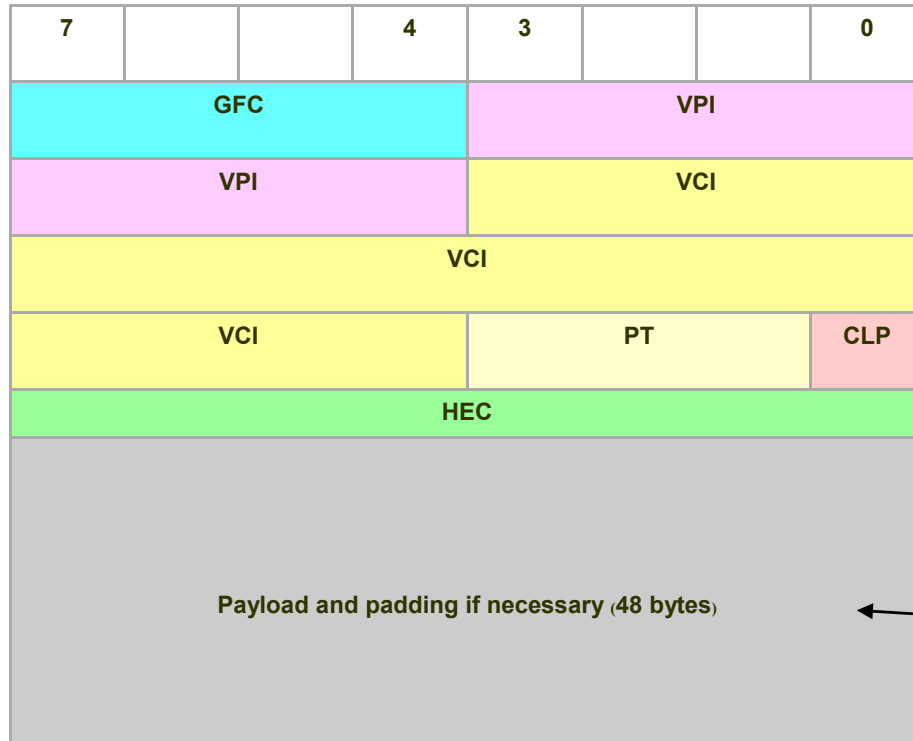 7 4 3 0
GFC VPI
VPI VCI
VCI
VCI PT CLP
HEC
Payload and padding if necessary (48 bytes)